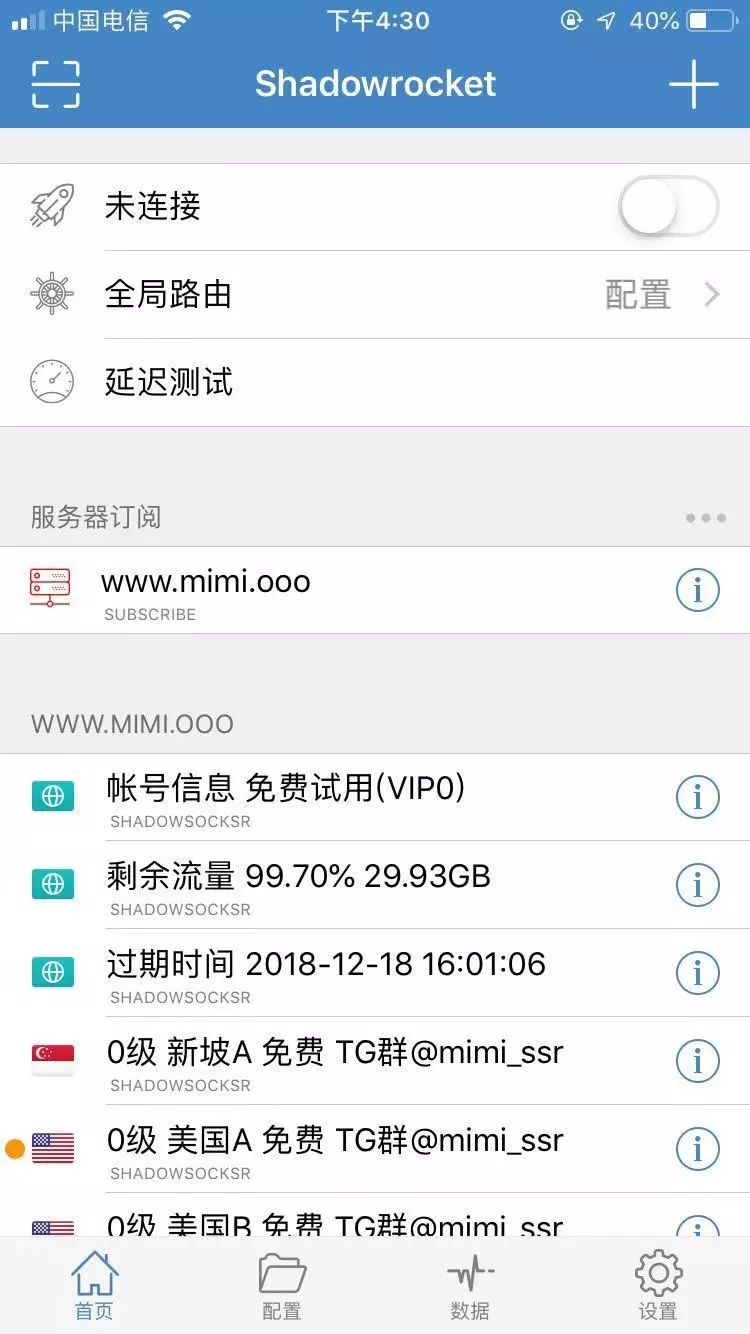 中国电信 下午4:30 40%
Shadowrocket
未连接
全局路由 配置
延迟测试
服务器订阅
www.mimi.ooo
SUBSCRIBE
WWW.MIMI.OOO
帐号信息 免费试用(VIP0)
SHADOWSOCKSR
剩余流量 99.70% 29.93GB
SHADOWSOCKSR
过期时间 2018-12-18 16:01:06
SHADOWSOCKSR
0级 新坡A 免费 TG群@mimi_ssr
SHADOWSOCKSR
0级 美国A 免费 TG群@mimi_ssr
SHADOWSOCKSR
0级 美国B 免费 TG群@mimi_ssr
首页 配置 数据 设置